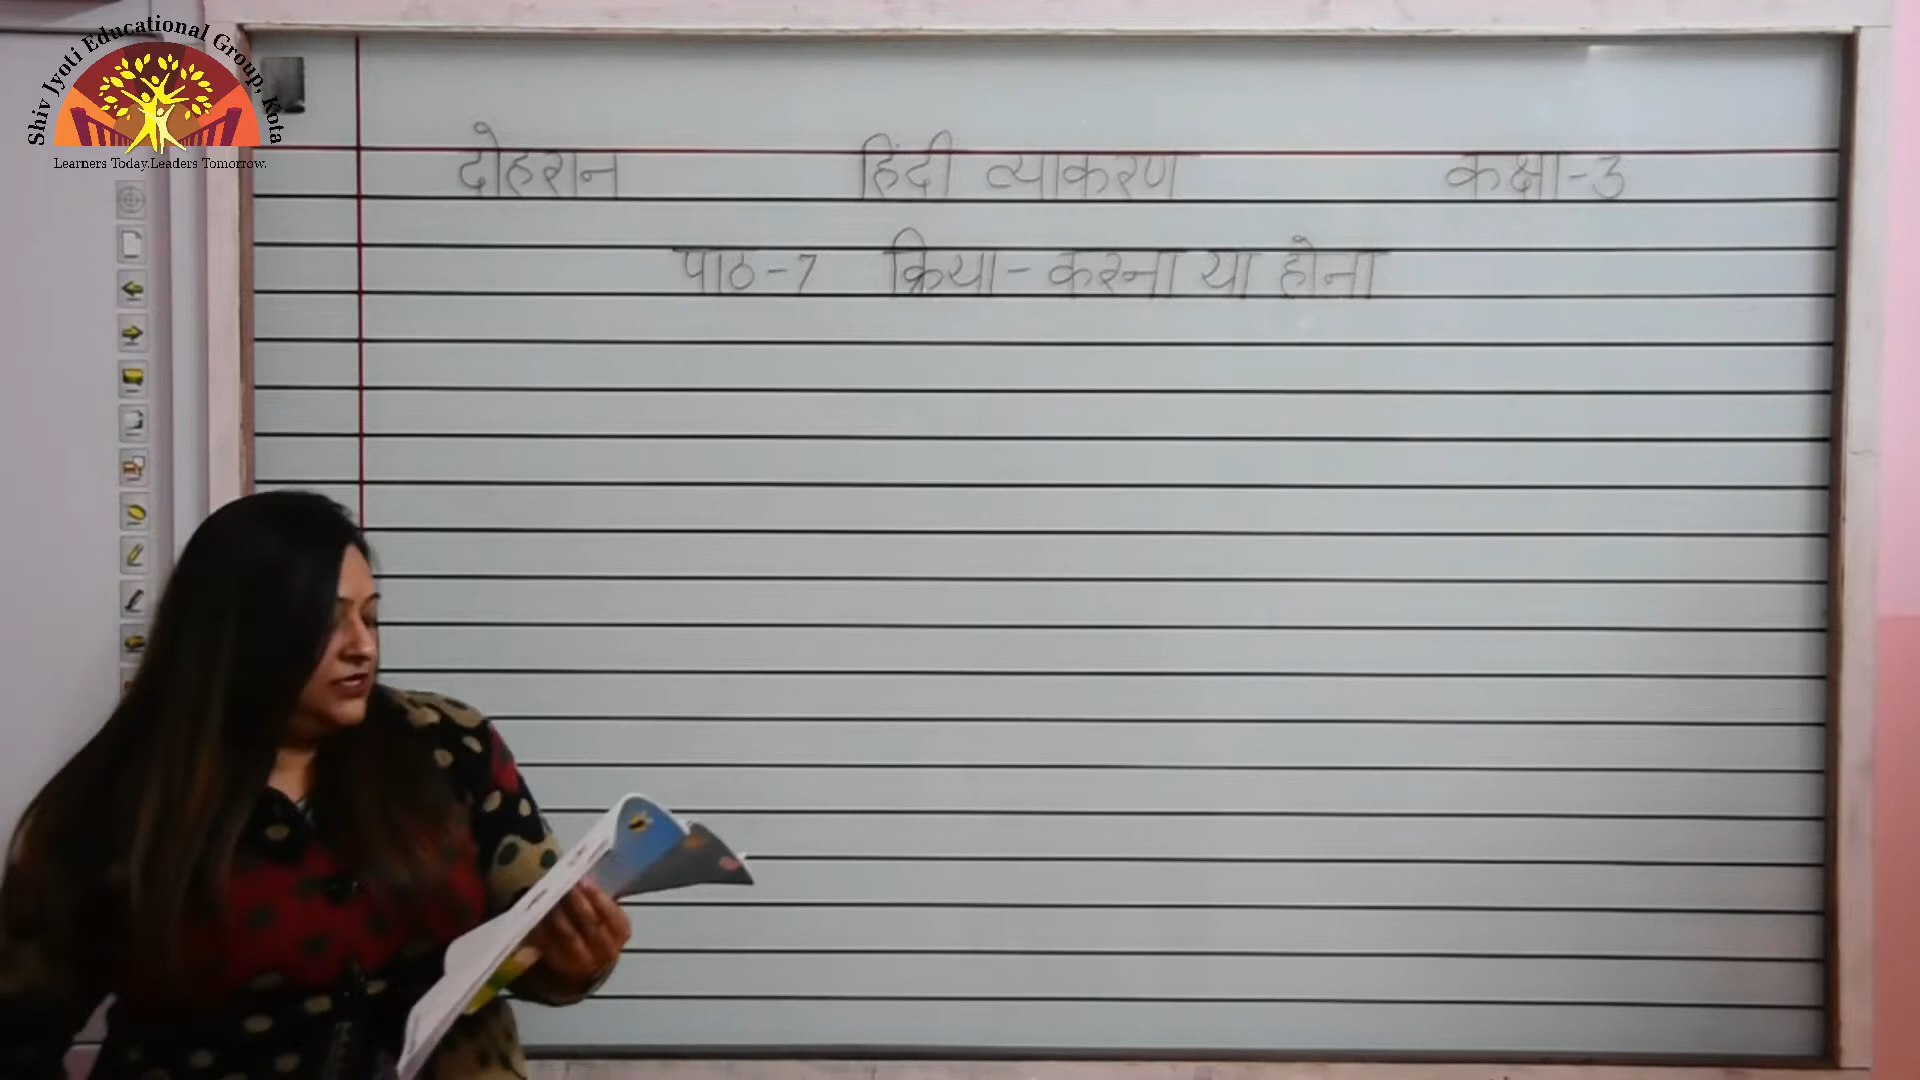 Shiv Jyoti Educational Group, Kota
Learners Today.Leaders Tomorrow.
दोहरान हिंदी व्याकरण कक्षा-3
पाठ-7 क्रिया- करना या होना